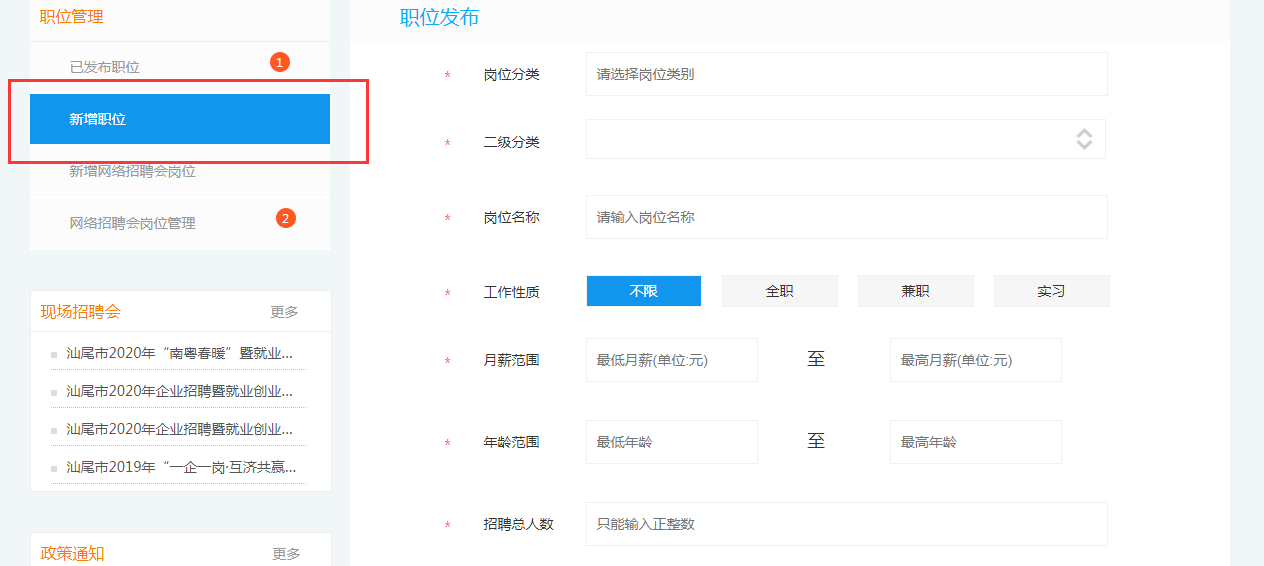 职位管理
已发布职位 1
新增职位
新增网络招聘会岗位
网络招聘会岗位管理 2
现场招聘会 更多
汕尾市2020年“南粤春暖”暨就业...
汕尾市2020年企业招聘暨就业创业...
汕尾市2020年企业招聘暨就业创业...
汕尾市2019年“一企一岗·互济共赢...
政策通知 更多
职位发布
* 岗位分类 请选择岗位类别
* 二级分类
* 岗位名称 请输入岗位名称
* 工作性质 不限 全职 兼职 实习
* 月薪范围 最低月薪(单位:元) 至 最高月薪(单位:元)
* 年龄范围 最低年龄 至 最高年龄
* 招聘总人数 只能输入正整数